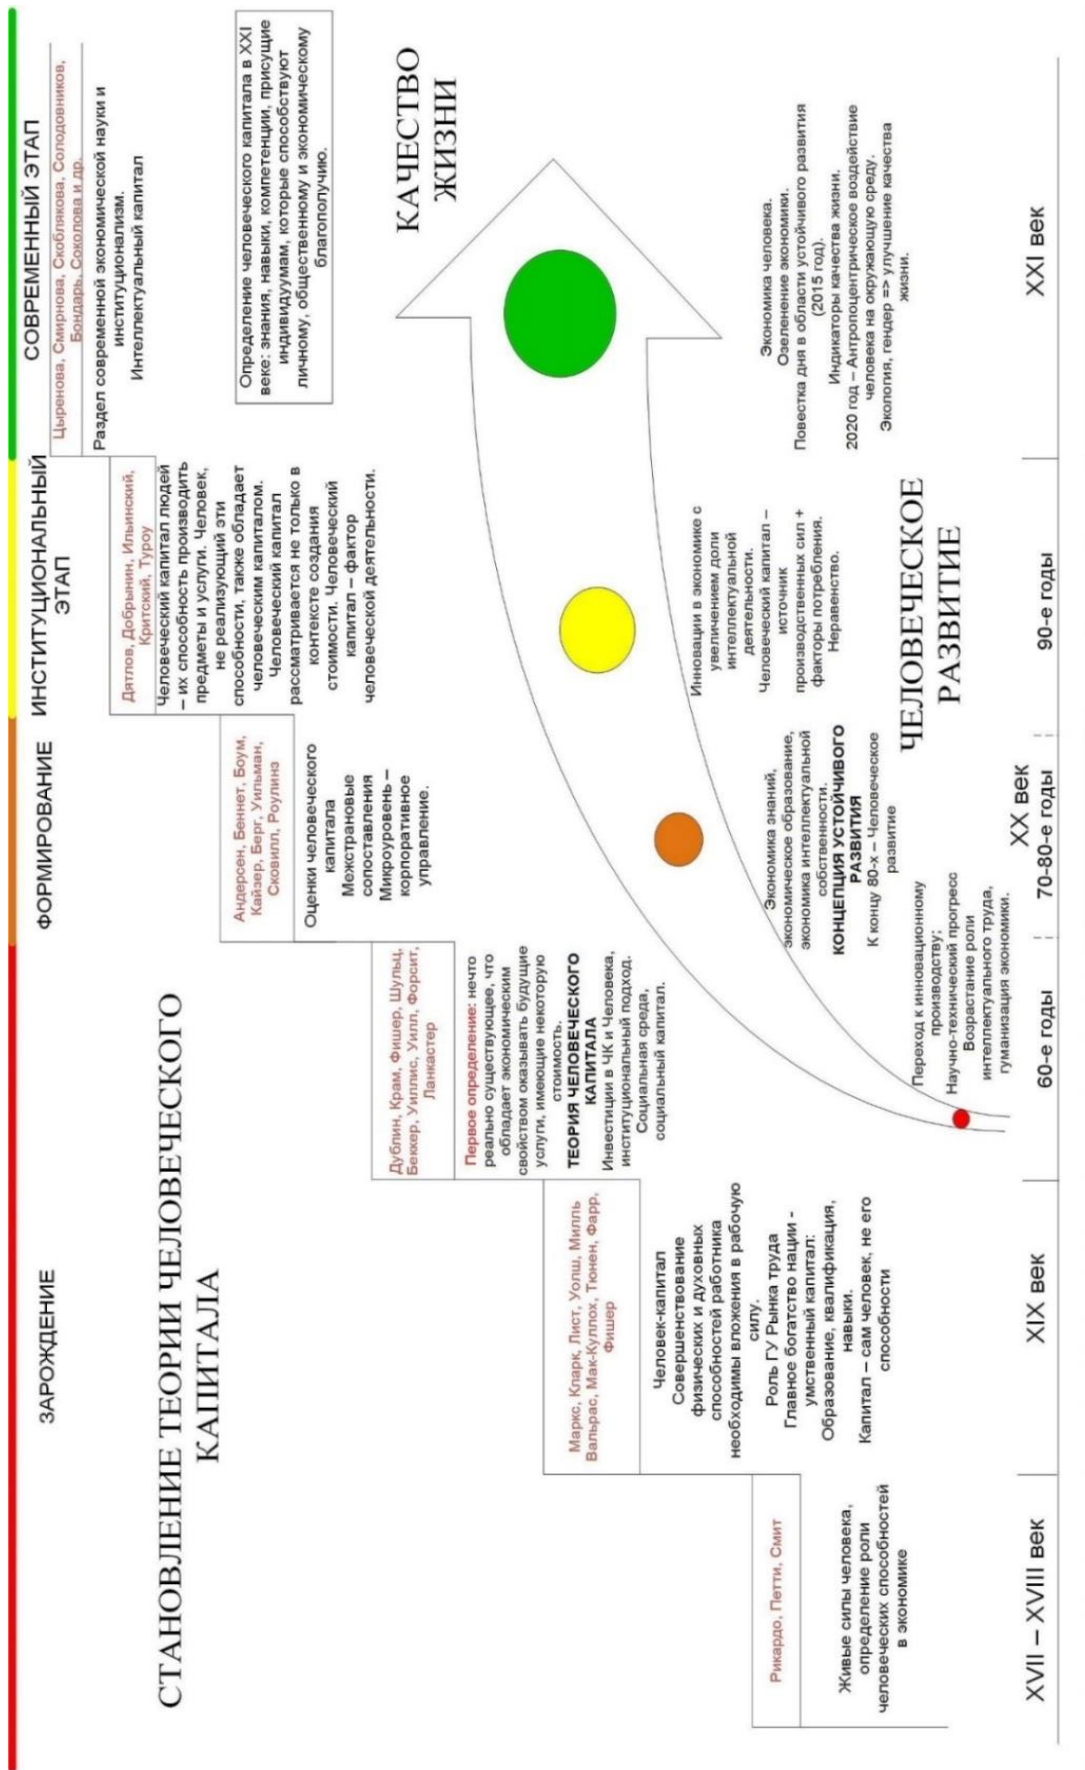 ЗАРОЖДЕНИЕ
ФОРМИРОВАНИЕ
ИНСТИТУЦИОНАЛЬНЫЙ
ЭТАП
СОВРЕМЕННЫЙ ЭТАП
СТАНОВЛЕНИЕ ТЕОРИИ ЧЕЛОВЕЧЕСКОГО
КАПИТАЛА
Рикардо, Петти, Смит
Живые силы человека,
определение роли
человеческих способностей
в экономике
Маркс, Кларк, Лист, Уолш, Милль
Вальрас, Мак-Куллох, Тюнен, Фарр,
Фишер
Человек-капитал
Совершенствование
физических и духовных
способностей работника
необходимы вложения в рабочую
силу.
Роль ГУ Рынка труда
Главное богатство нации -
умственный капитал:
Образование, квалификация,
навыки.
Капитал – сам человек, не его
способности
Дублин, Крам, Фишер, Шульц,
Беккер, Уиллис, Уилл, Форсит,
Ланкастер
Первое определение: нечто
реально существующее, что
обладает экономическим
свойством оказывать будущие
услуги, имеющие некоторую
стоимость.
ТЕОРИЯ ЧЕЛОВЕЧЕСКОГО
КАПИТАЛА
Инвестиции в ЧК и Человека,
институциональный подход.
Социальная среда,
социальный капитал.
Андерсен, Беннет, Боум,
Кайзер, Берг, Уильман,
Сковилл, Роулинз
Оценки человеческого
капитала
Межстрановые
сопоставления
Микроуровень –
корпоративное
управление.
Дятлов, Добрынин, Ильинский,
Критский, Туроу
Человеческий капитал людей
– их способность производить
предметы и услуги. Человек,
не реализующий эти
способности, также обладает
человеческим капиталом.
Человеческий капитал
рассматривается не только в
контексте создания
стоимости. Человеческий
капитал – фактор
человеческой деятельности.
Цыренова, Смирнова, Скоблякова, Солодовников,
Бондарь, Соколова и др.
Раздел современной экономической науки и
институционализм.
Интеллектуальный капитал
Определение человеческого капитала в XXI
веке: знания, навыки, компетенции, присущие
индивидуумам, которые способствуют
личному, общественному и экономическому
благополучию.
КАЧЕСТВО
ЖИЗНИ
Переход к инновационному
производству;
Научно-технический прогресс
Возрастание роли
интеллектуального труда,
гуманизация экономики.
Экономика знаний,
экономическое образование,
экономика интеллектуальной
собственности.
КОНЦЕПЦИЯ УСТОЙЧИВОГО
РАЗВИТИЯ
К концу 80-х – Человеческое
развитие
Инновации в экономике с
увеличением доли
интеллектуальной
деятельности.
Человеческий капитал –
источник
производственных сил +
факторы потребления.
Неравенство.
ЧЕЛОВЕЧЕСКОЕ
РАЗВИТИЕ
Экономика человека.
Озеленение экономики.
Повестка дня в области устойчивого развития
(2015 год).
Индикаторы качества жизни.
2020 год – Антропоцентрическое воздействие
человека на окружающую среду.
Экология, гендер => улучшение качества
жизни.
XVII – XVIII век
XIX век
XX век
60-е годы
70-80-е годы
90-е годы
XXI век